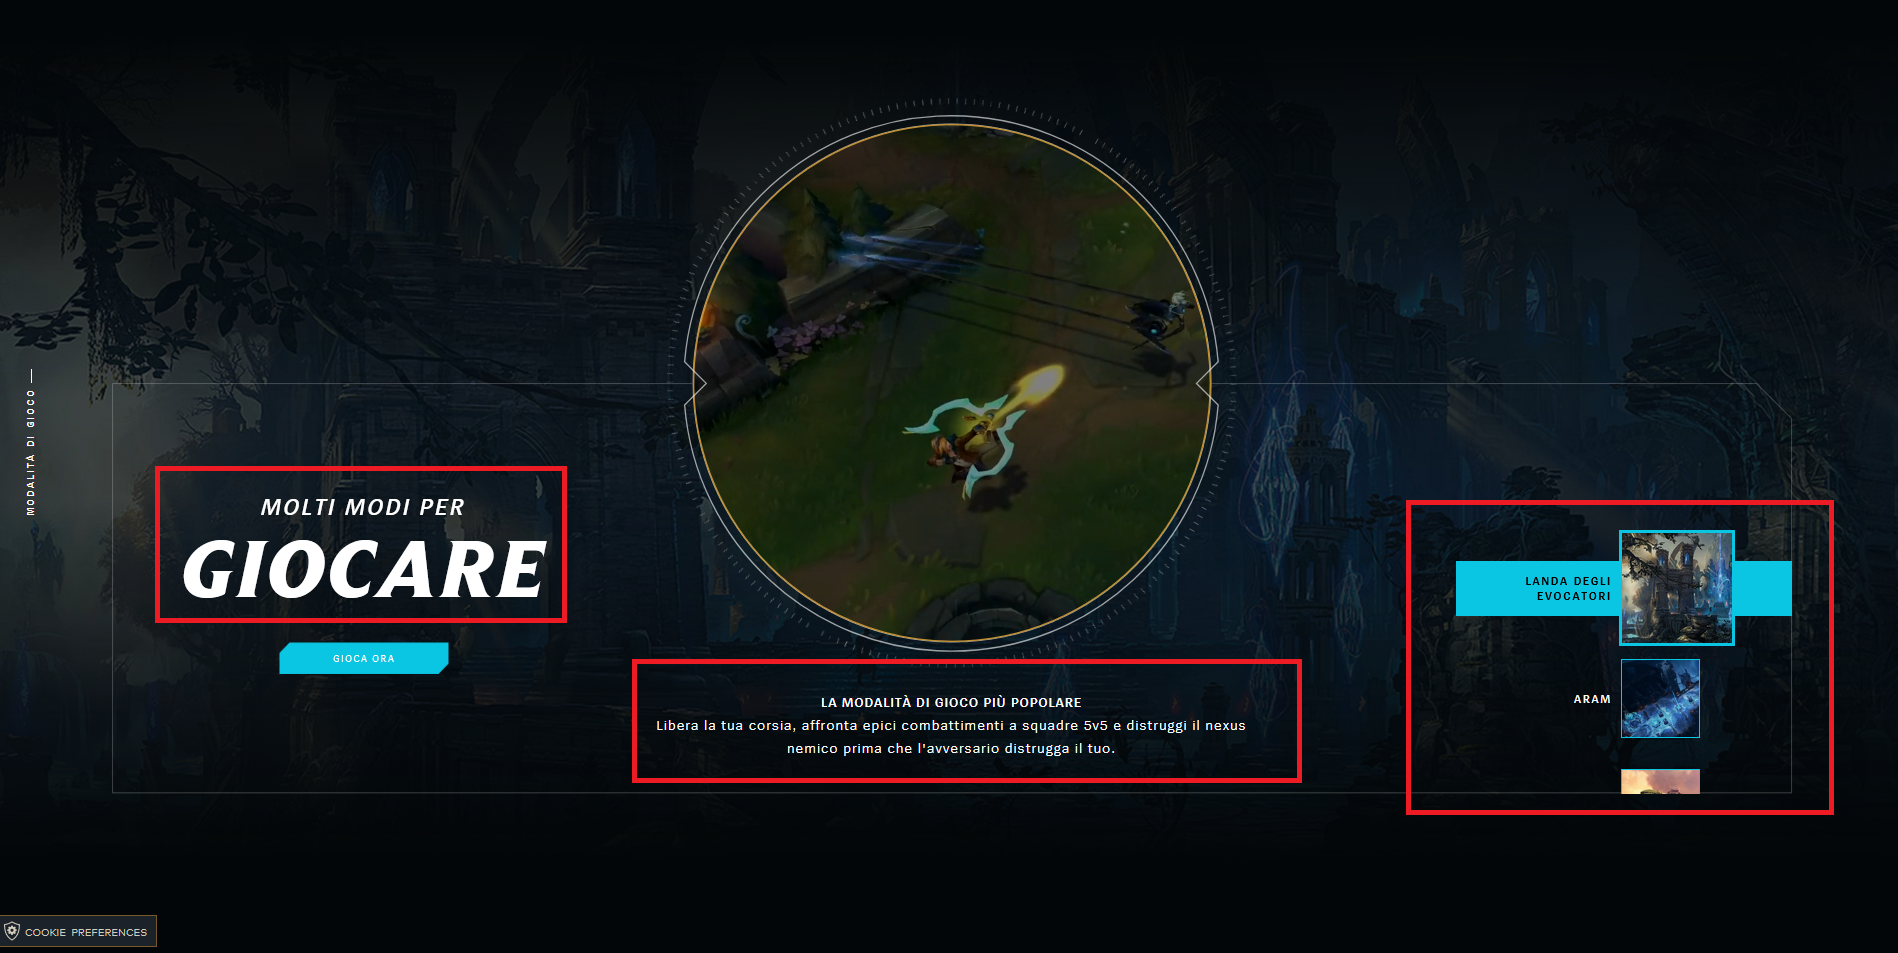 MODALITÀ DI GIOCO
MOLTI MODI PER
GIOCARE
GIOCA ORA
LA MODALITÀ DI GIOCO PIÙ POPOLARE
Libera la tua corsia, affronta epici combattimenti a squadre 5v5 e distruggi il nexus
nemico prima che l'avversario distrugga il tuo.
LANDA DEGLI
EVOCATORI
ARAM
COOKIE PREFERENCES